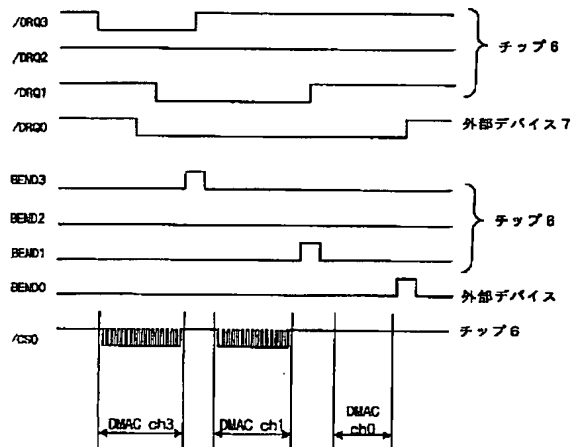 /DRQ3
/DRQ2
チップ6
/DRQ1
/DRQ0
外部デバイス7
BEND3
BEND2
チップ6
BEND1
BEND0
外部デバイス
チップ6
/CS0
DMAC ch3
DMAC ch1
DMAC
ch0